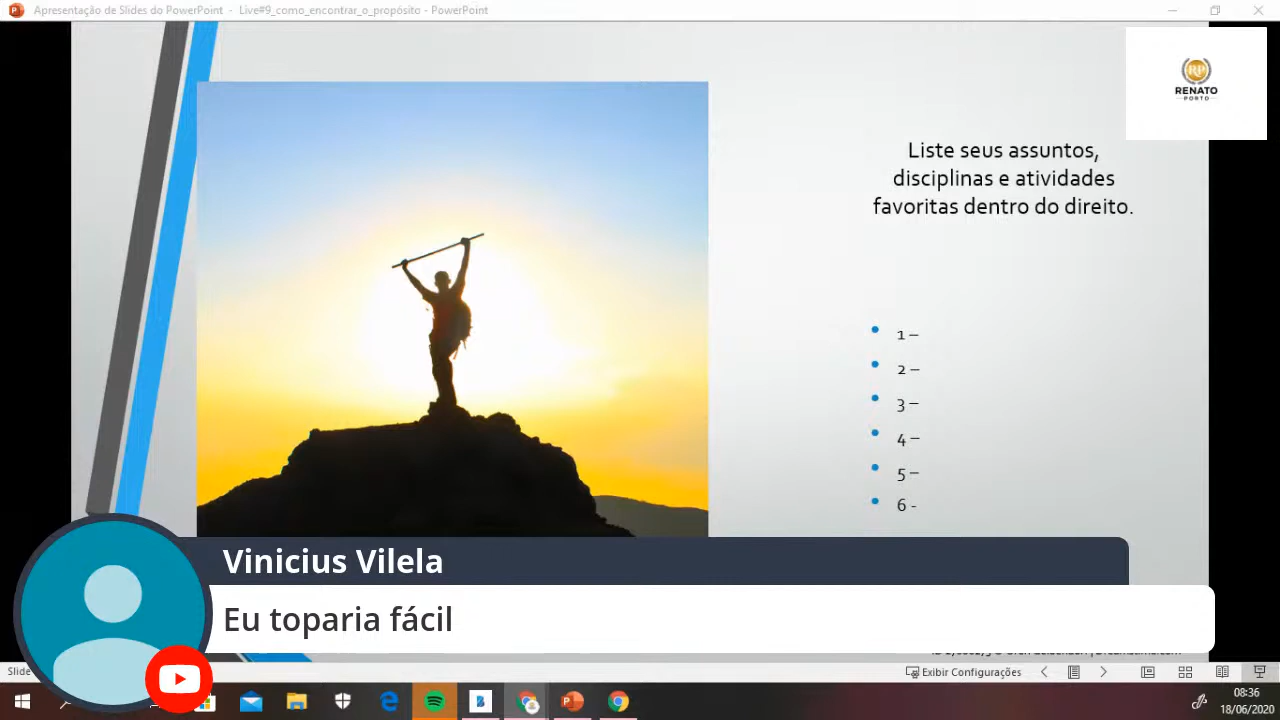 Apresentação de Slides do PowerPoint - Live#9_como_encontrar_o_propósito - PowerPoint
RP
RENATO
PORTO
Liste seus assuntos,
disciplinas e atividades
favoritas dentro do direito.
• 1 –
• 2 –
• 3 –
• 4 –
• 5 –
• 6 -
Vinicius Vilela
Eu toparia fácil
Slide
Exibir Configurações
08:36
18/06/2020